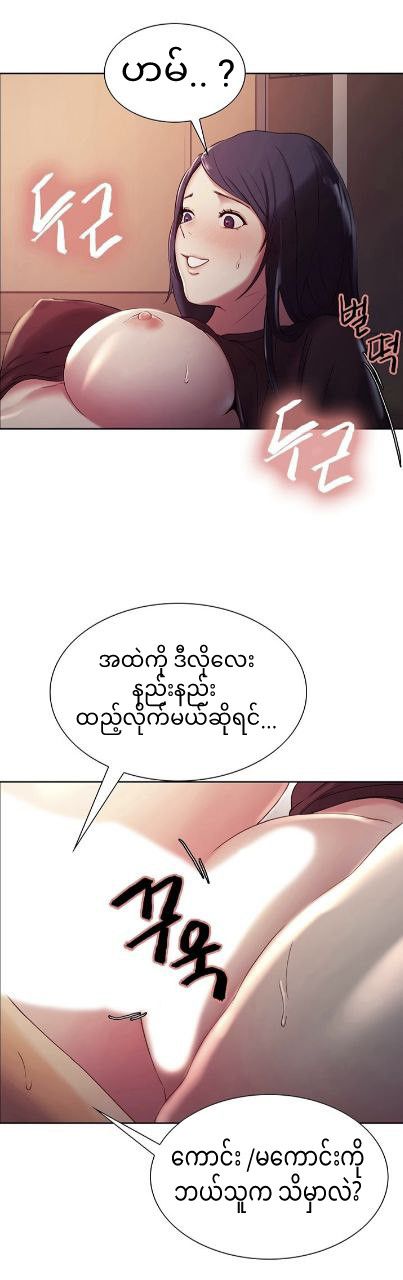 ဟမ်.. ?
두근
벌떡
두근
အထဲကို ဒီလိုလေး
နည်းနည်း
ထည့်လိုက်မယ်ဆိုရင်...
꾸욱
ကောင်း /မကောင်းကို
ဘယ်သူက သိမှာလဲ?